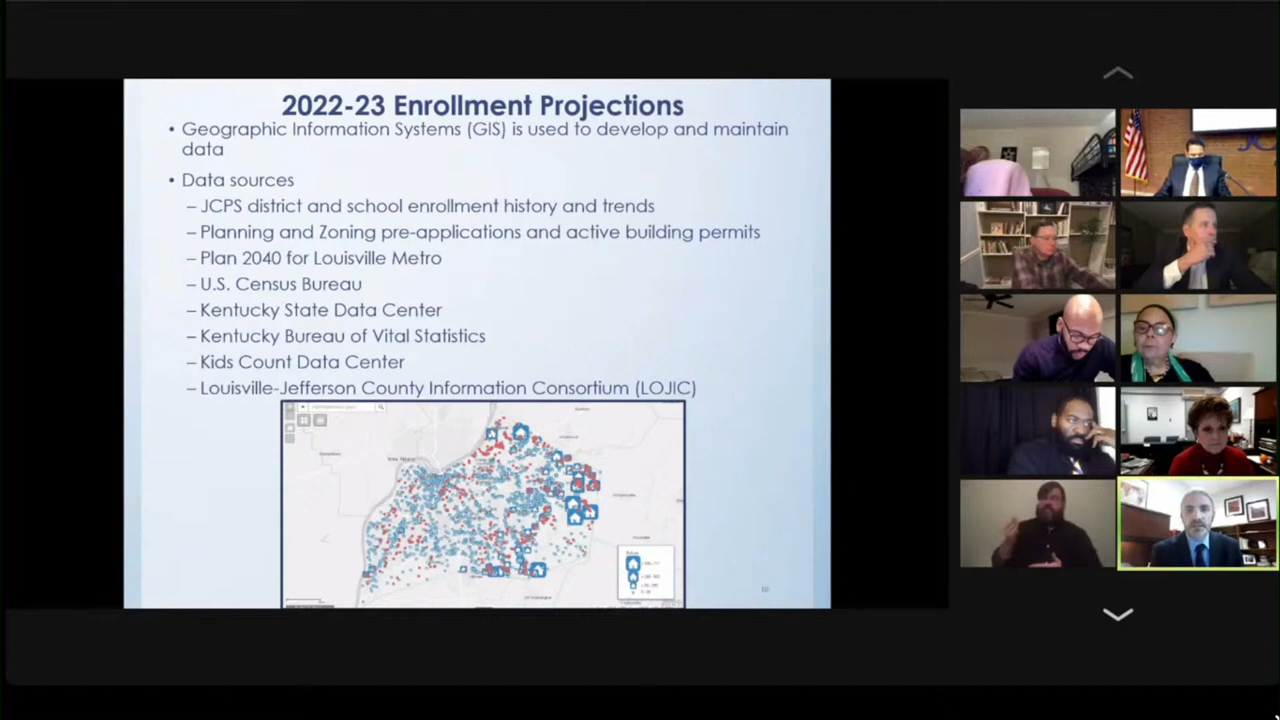 2022-23 Enrollment Projections
• Geographic Information Systems (GIS) is used to develop and maintain
data
• Data sources
– JCPS district and school enrollment history and trends
– Planning and Zoning pre-applications and active building permits
– Plan 2040 for Louisville Metro
– U.S. Census Bureau
– Kentucky State Data Center
– Kentucky Bureau of Vital Statistics
– Kids Count Data Center
– Louisville-Jefferson County Information Consortium (LOJIC)
10